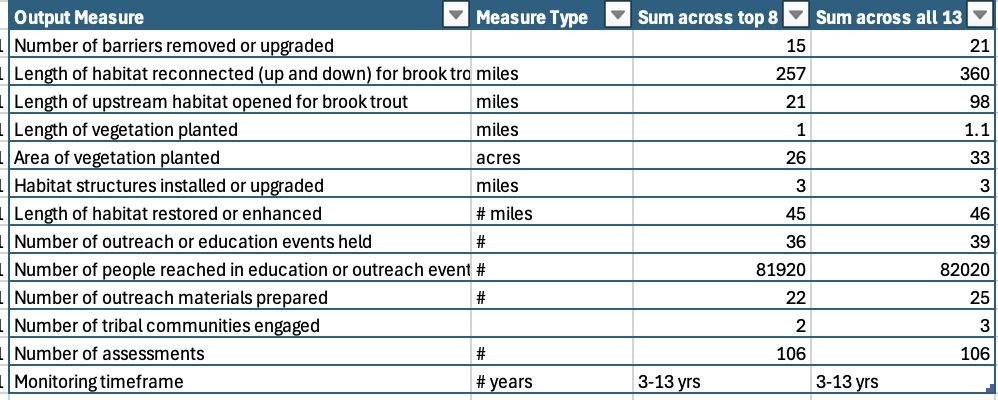 Output Measure Measure Type Sum across top 8 Sum across all 13
Number of barriers removed or upgraded 15 21
Length of habitat reconnected (up and down) for brook tro miles 257 360
Length of upstream habitat opened for brook trout miles 21 98
Length of vegetation planted miles 1 1.1
Area of vegetation planted acres 26 33
Habitat structures installed or upgraded miles 3 3
Length of habitat restored or enhanced # miles 45 46
Number of outreach or education events held # 36 39
Number of people reached in education or outreach event # 81920 82020
Number of outreach materials prepared # 22 25
Number of tribal communities engaged 2 3
Number of assessments # 106 106
Monitoring timeframe # years 3-13 yrs 3-13 yrs